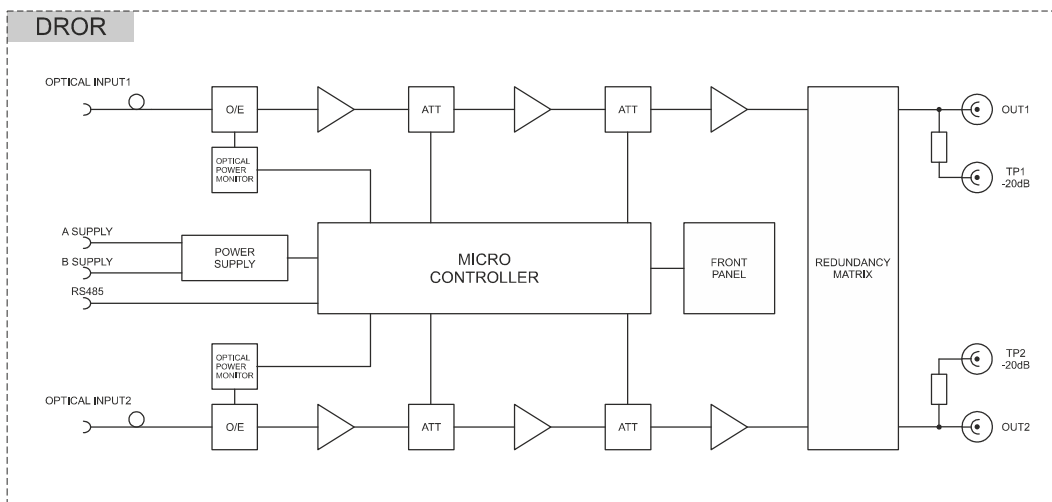 DROR
OPTICAL INPUT1
O/E
ATT
ATT
OUT1
OPTICAL
POWER
MONITOR
TP1
-20dB
A SUPPLY
B SUPPLY
RS485
POWER
SUPPLY
MICRO
CONTROLLER
FRONT
PANEL
REDUNDANCY
MATRIX
OPTICAL
POWER
MONITOR
TP2
-20dB
OPTICAL INPUT2
O/E
ATT
ATT
OUT2